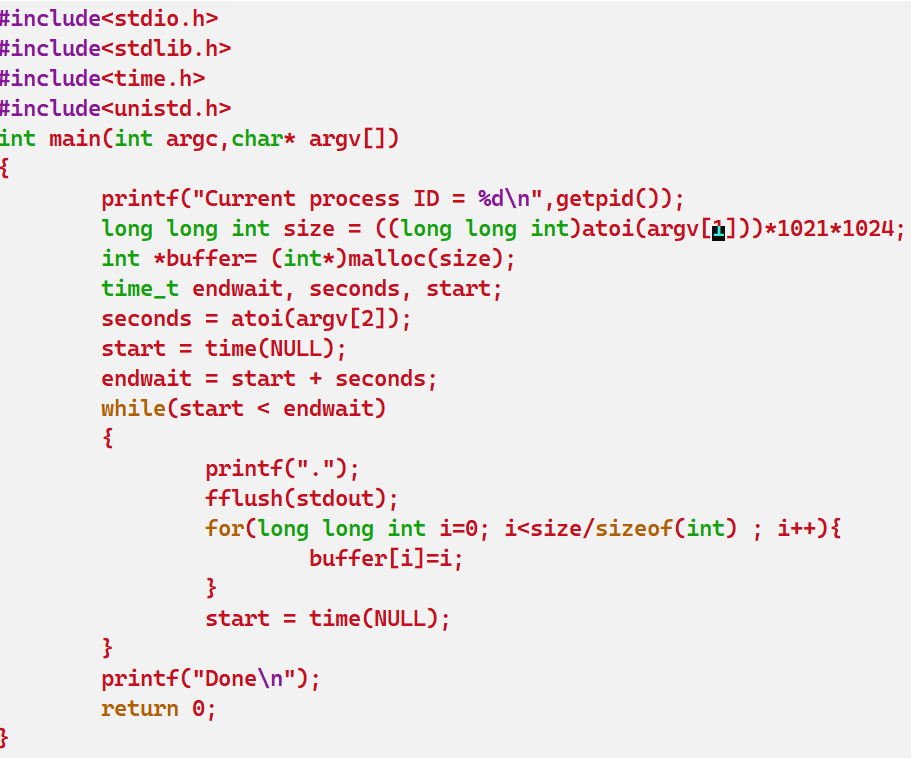 #include<stdio.h>
#include<stdlib.h>
#include<time.h>
#include<unistd.h>
int main(int argc,char* argv[])
{
        printf("Current process ID = %d\n",getpid());
        long long int size = ((long long int)atoi(argv[1]))*1021*1024;
        int *buffer= (int*)malloc(size);
        time_t endwait, seconds, start;
        seconds = atoi(argv[2]);
        start = time(NULL);
        endwait = start + seconds;
        while(start < endwait)
        {
                printf(".");
                fflush(stdout);
                for(long long int i=0; i<size/sizeof(int) ; i++){
                        buffer[i]=i;
                }
                start = time(NULL);
        }
        printf("Done\n");
        return 0;
}